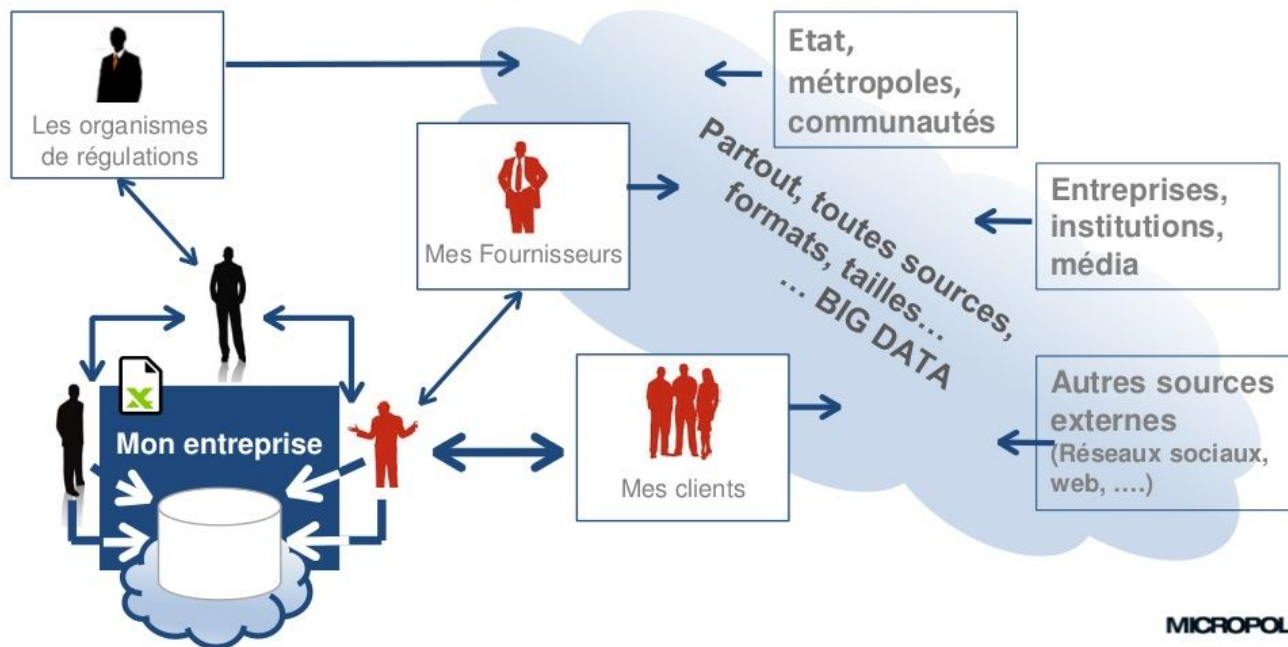 Les organismes
de régulations
Etat,
métropoles,
communautés
Mes Fournisseurs
Partout, toutes sources,
formats, tailles…
… BIG DATA
Entreprises,
institutions,
média
Mon entreprise
Mes clients
Autres sources
externes
(Réseaux sociaux,
web, ….)
MICROPOL